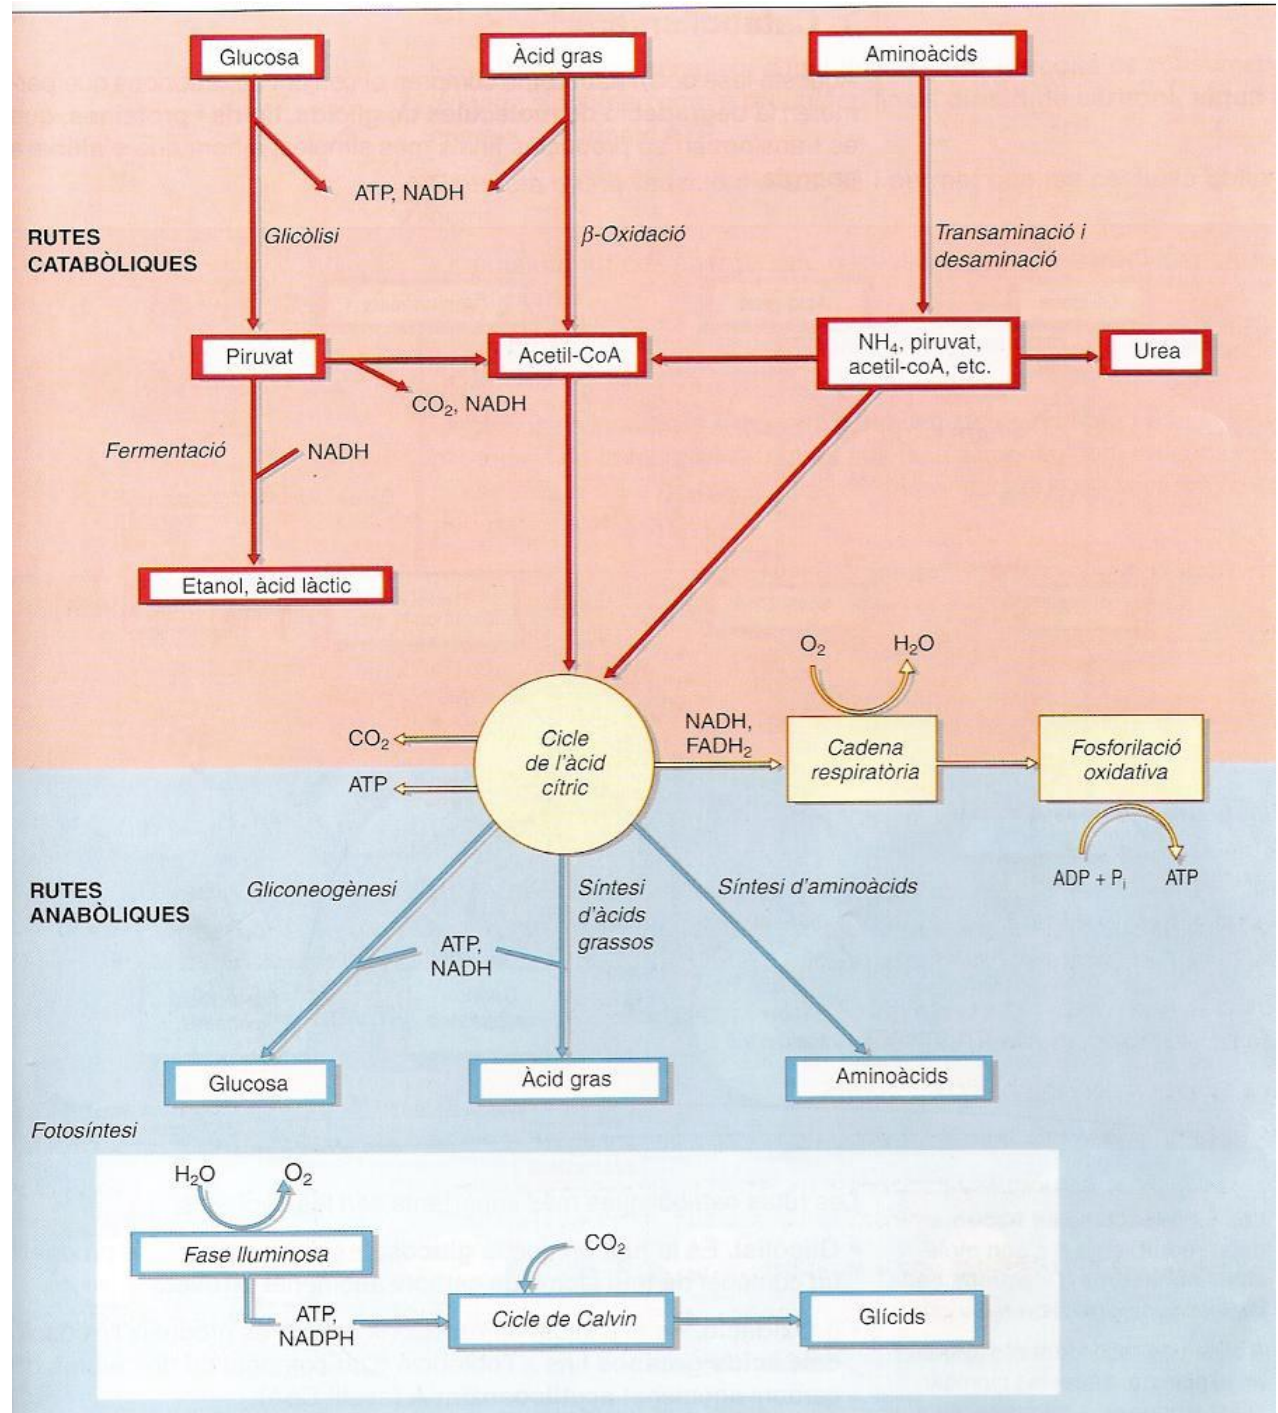 Glucosa
Àcid gras
Aminoàcids
ATP, NADH
RUTES
CATABÒLIQUES
Glicòlisi
β-Oxidació
Transaminació i
desaminació
Piruvat
Acetil-CoA
NH₄, piruvat,
acetil-coA, etc.
Urea
CO₂, NADH
Fermentació
NADH
Etanol, àcid làctic
O₂
H₂O
CO₂
ATP
Cicle
de l'àcid
cítric
NADH,
FADH₂
Cadena
respiratòria
Fosforilació
oxidativa
ADP + Pᵢ
ATP
RUTES
ANABÒLIQUES
Gliconeogènesi
Síntesi
d'àcids
grassos
Síntesi d'aminoàcids
ATP,
NADH
Glucosa
Àcid gras
Aminoàcids
Fotosíntesi
H₂O
O₂
Fase lluminosa
CO₂
ATP,
NADPH
Cicle de Calvin
Glícids